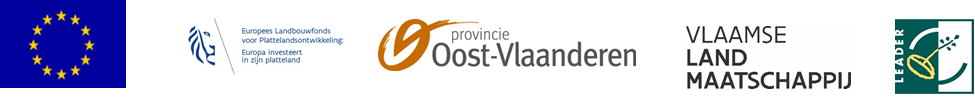 Europees Landbouwfonds
voor Plattelandsontwikkeling:
Europa investeert
in zijn platteland
provincie
Oost-Vlaanderen
VLAAMSE
LAND
MAATSCHAPPIJ
LEADER